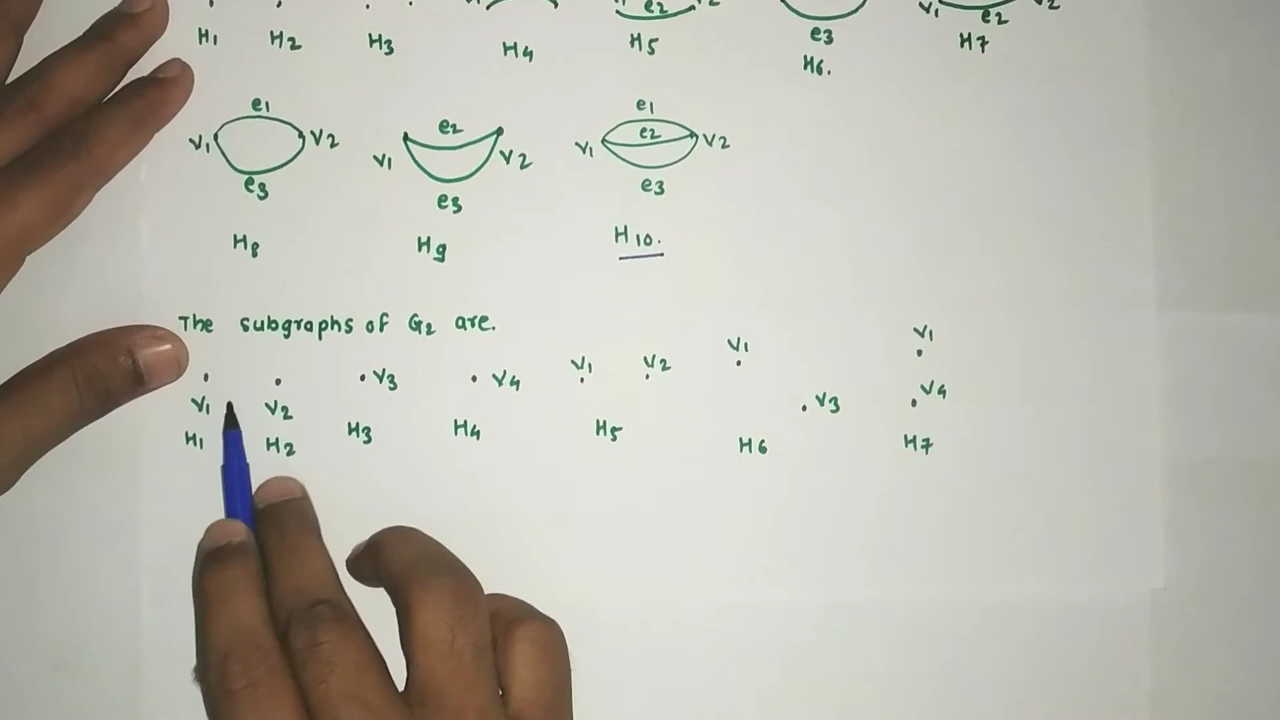 e2 v1 e2 v2
e3
H1 H2 H3 H4 H5 H6. H7
e1 e2 e1
v1 v2 v1 v2 v1 e2 v2
e3 e3 e3
H8 H9 H10.
The subgraphs of G2 are.
v1 v2 v3 v4 v1 v2 v1 v3 v1 v4
H1 H2 H3 H4 H5 H6 H7